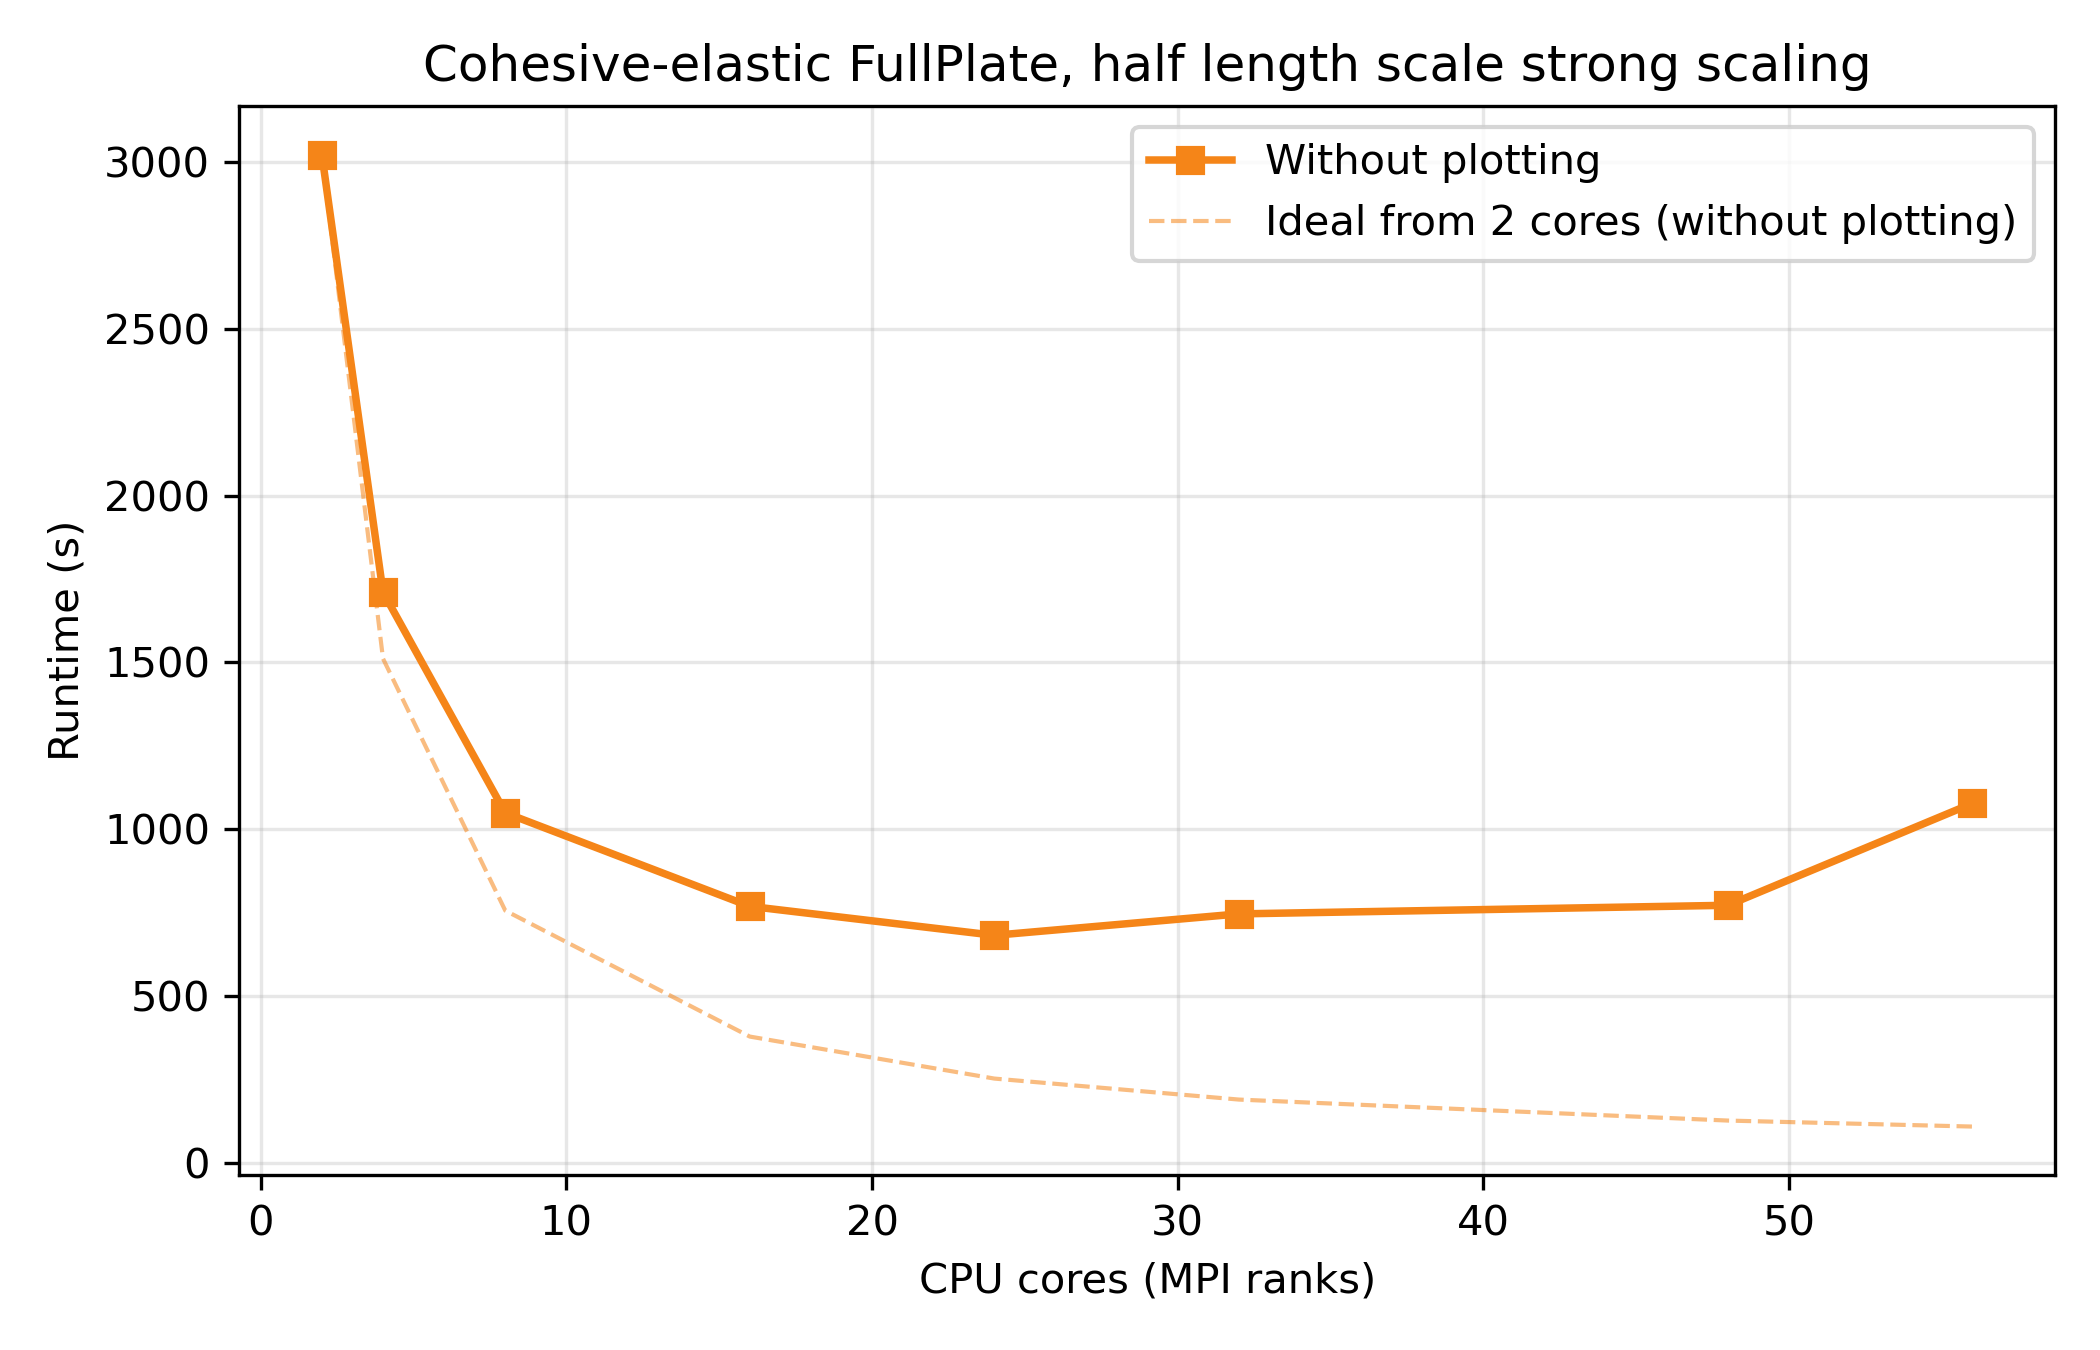 Cohesive-elastic FullPlate, half length scale strong scaling
Without plotting
Ideal from 2 cores (without plotting)
Runtime (s)
3000
2500
2000
1500
1000
500
0
0 10 20 30 40 50
CPU cores (MPI ranks)